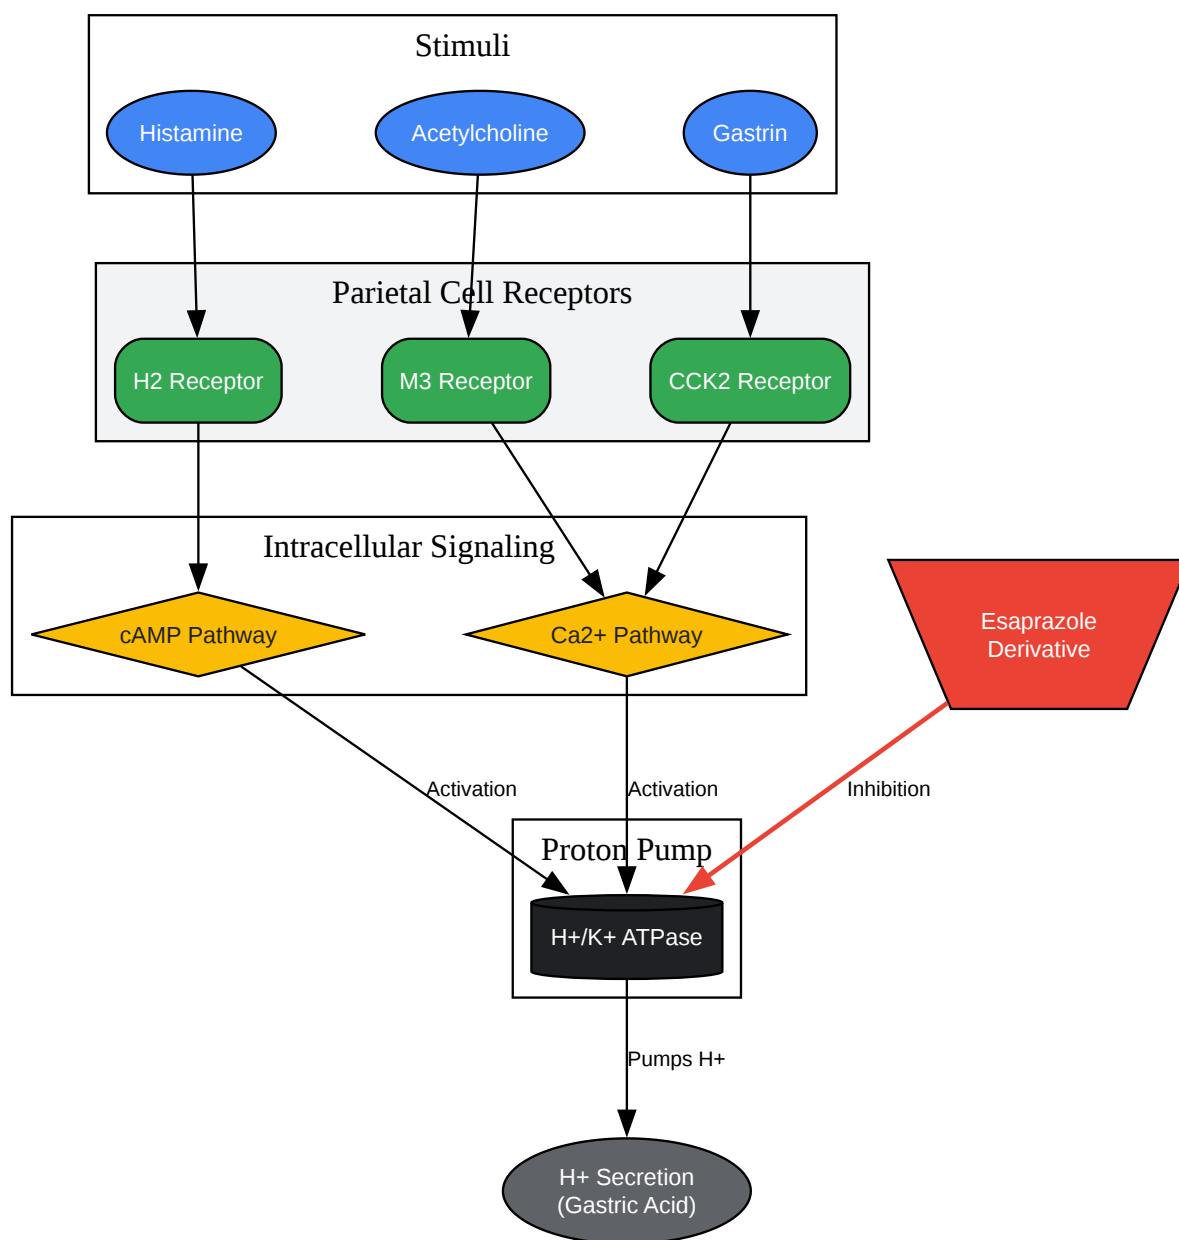 Stimuli
Histamine
Acetylcholine
Gastrin
Parietal Cell Receptors
H2 Receptor
M3 Receptor
CCK2 Receptor
Intracellular Signaling
cAMP Pathway
Ca2+ Pathway
Esaprazole
Derivative
Activation
Activation
Inhibition
Proton Pump
H+/K+ ATPase
Pumps H+
H+ Secretion
(Gastric Acid)